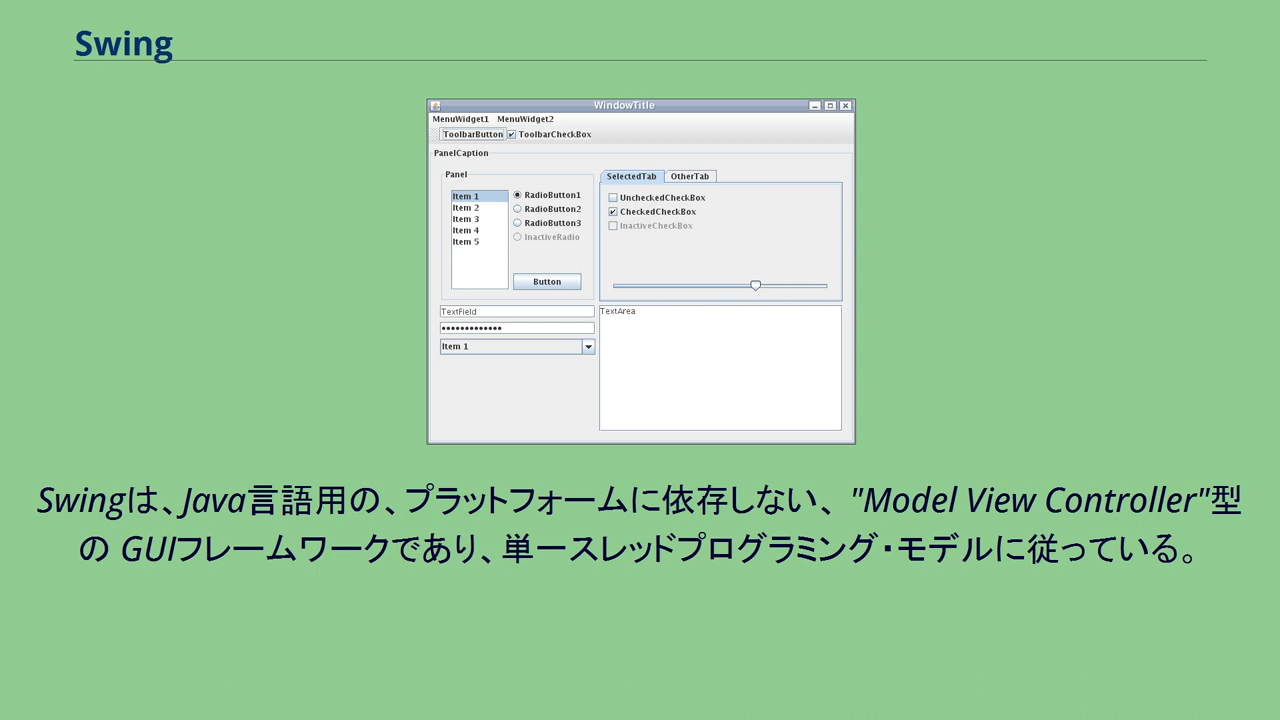 Swing
WindowTitle
MenuWidget1 MenuWidget2
ToolbarButton ToolbarCheckBox
PanelCaption
Panel
Item 1
Item 2
Item 3
Item 4
Item 5
RadioButton1
RadioButton2
RadioButton3
InactiveRadio
Button
SelectedTab OtherTab
UncheckedCheckBox
CheckedCheckBox
InactiveCheckBox
TextField
•••••••••••••
Item 1
TextArea
Swingは、Java言語用の、プラットフォームに依存しない、 "Model View Controller"型
の GUIフレームワークであり、単一スレッドプログラミング・モデルに従っている。